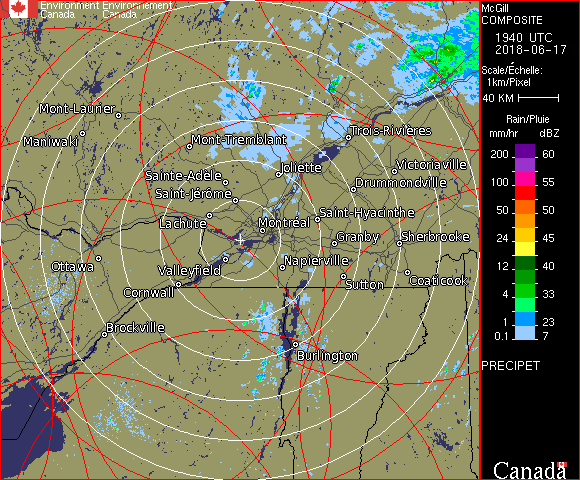 Environment Environnement
Canada Canada
McGill
COMPOSITE
1940 UTC
2018-06-17
Scale/Échelle:
1km/Pixel
40 KM
Rain/Pluie
mm/hr dBZ
200 60
100 55
50 50
24 45
12 40
4 33
1 23
0.1 7
PRECIPET
Canada
Mont-Laurier
Maniwaki
Mont-Tremblant
Trois-Rivières
Joliette
Victoriaville
Sainte-Adèle
Drummondville
Saint-Jérôme
Saint-Hyacinthe
Lachute
Montréal
Granby
Sherbrooke
Ottawa
Valleyfield
Napierville
Sutton
Coaticook
Cornwall
Brockville
Burlington